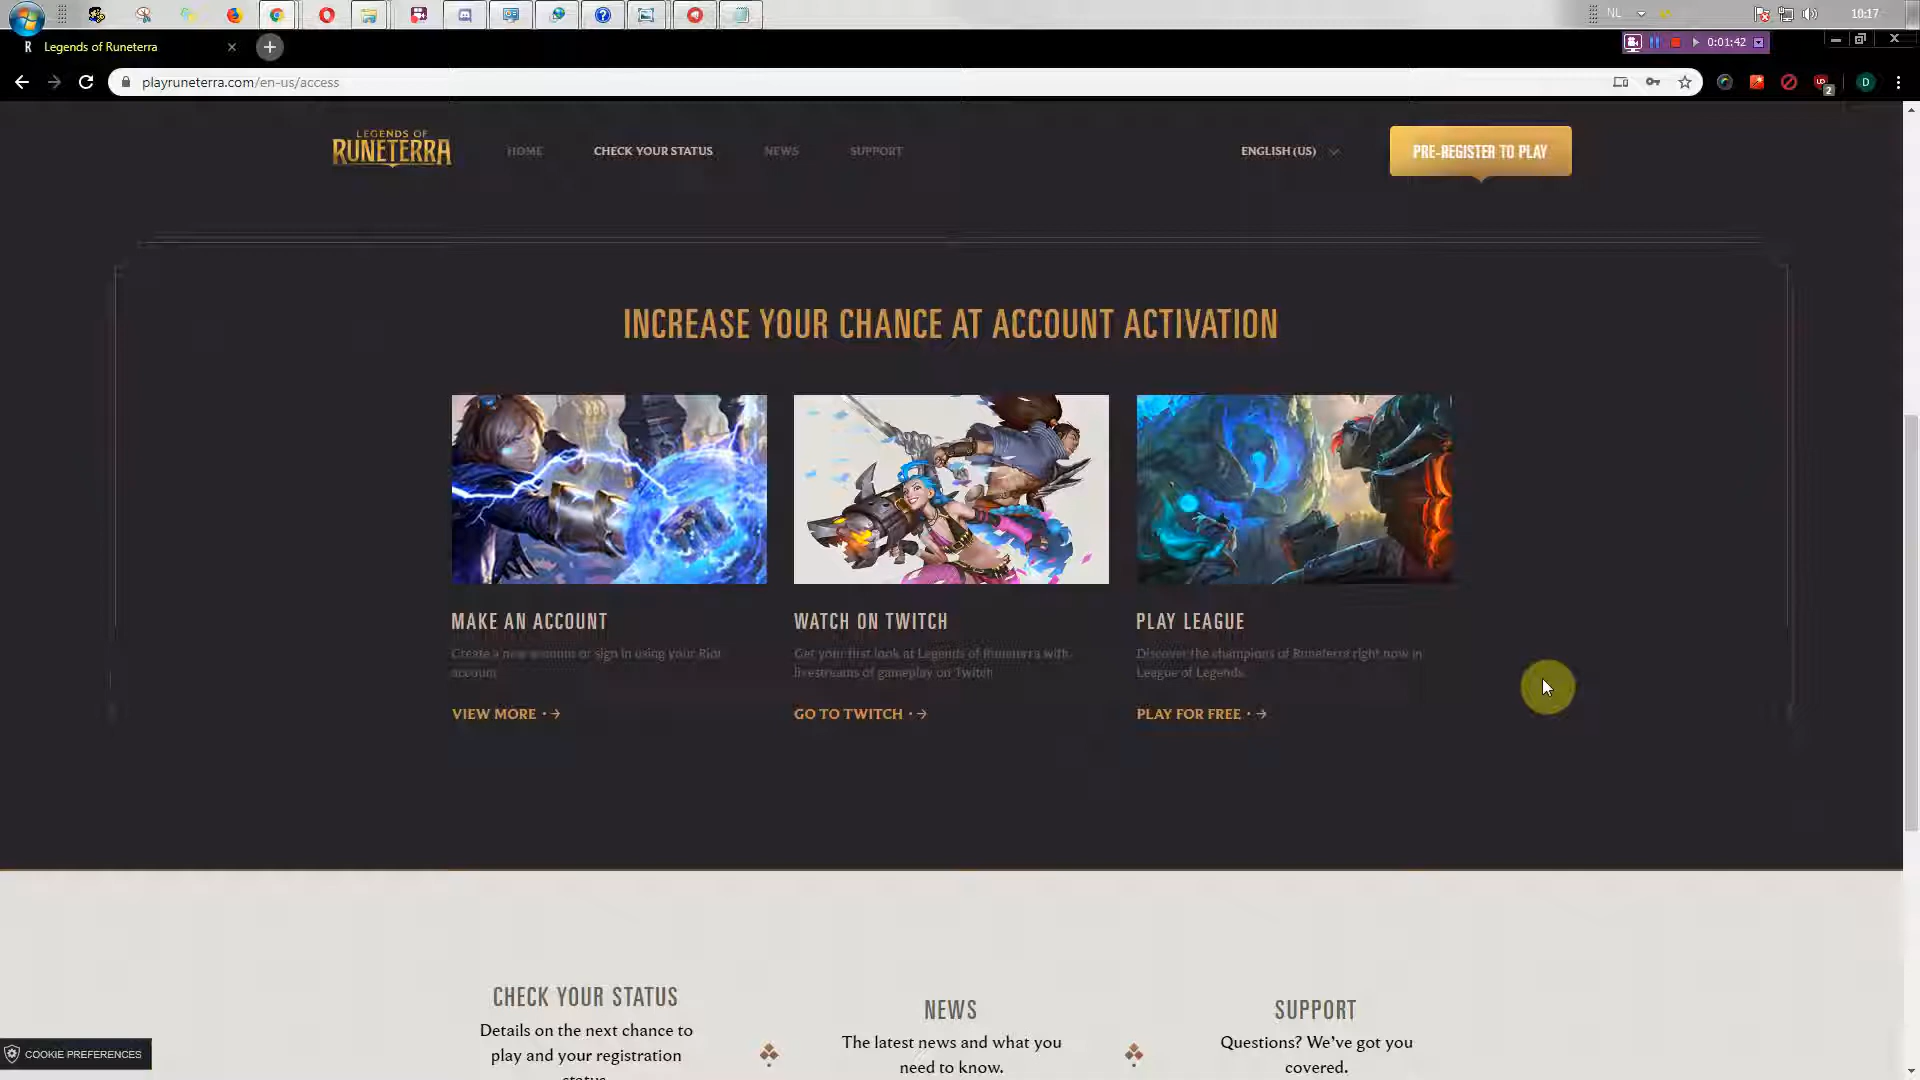 NL
10:17
R Legends of Runeterra
0:01:42
playruneterra.com/en-us/access
D
2
LEGENDS OF
RUNETERRA
HOME
CHECK YOUR STATUS
NEWS
SUPPORT
ENGLISH (US)
PRE-REGISTER TO PLAY
INCREASE YOUR CHANCE AT ACCOUNT ACTIVATION
MAKE AN ACCOUNT
Create a new account or sign in using your Riot
account
VIEW MORE
WATCH ON TWITCH
Get your first look at Legends of Runeterra with
livestreams of gameplay on Twitch
GO TO TWITCH
PLAY LEAGUE
Discover the champions of Runeterra right now in
League of Legends.
PLAY FOR FREE
CHECK YOUR STATUS
Details on the next chance to
play and your registration
status.
NEWS
The latest news and what you
need to know.
SUPPORT
Questions? We've got you
covered.
COOKIE PREFERENCES